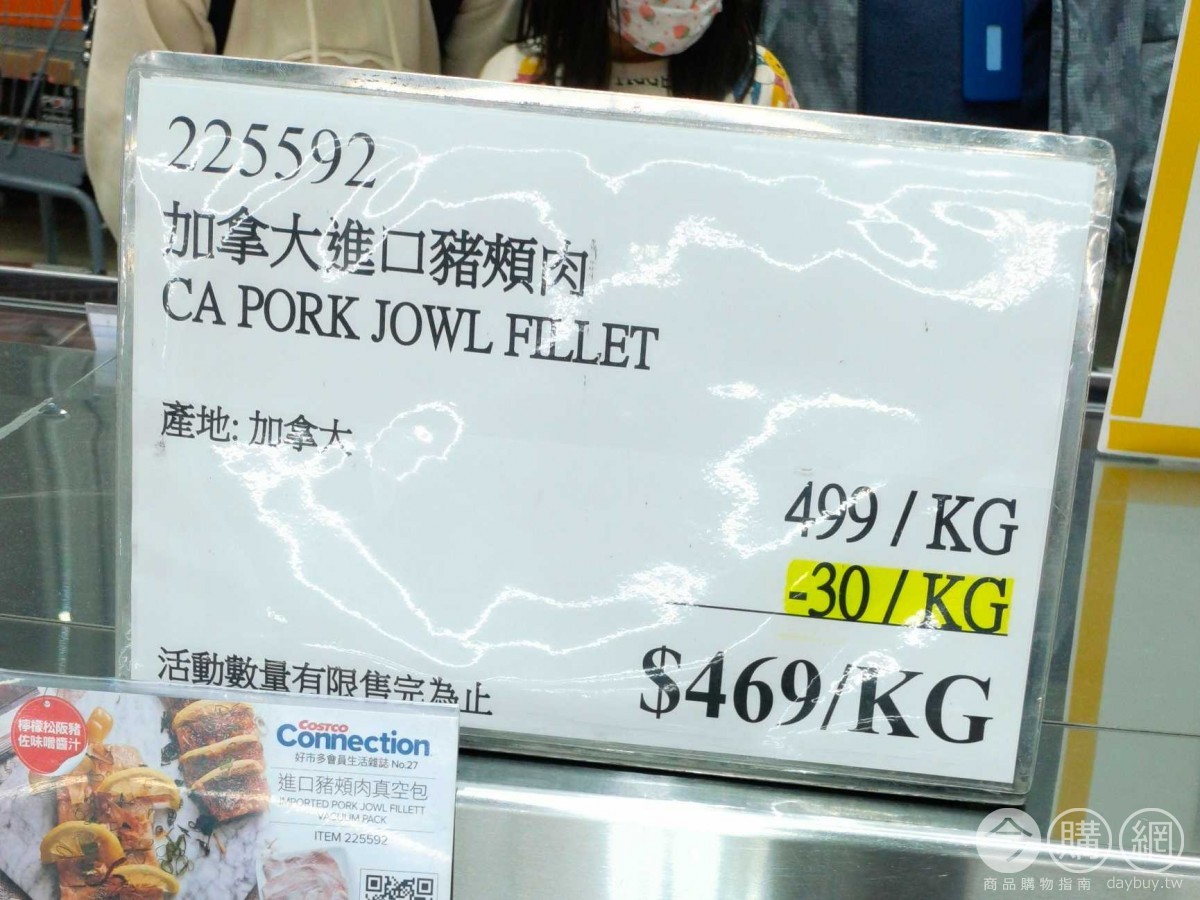 225592
加拿大進口豬頰肉
CA PORK JOWL FILLET
產地: 加拿大
499 / KG
-30 / KG
$469/KG
活動數量有限售完為止
檸檬松阪豬
佐味噌醬汁
COSTCO
Connection
好市多會員生活雜誌 No.27
進口豬頰肉真空包
IMPORTED PORK JOWL FILLETT
VACUUM PACK
ITEM 225592
今購網
商品購物指南 daybuy.tw